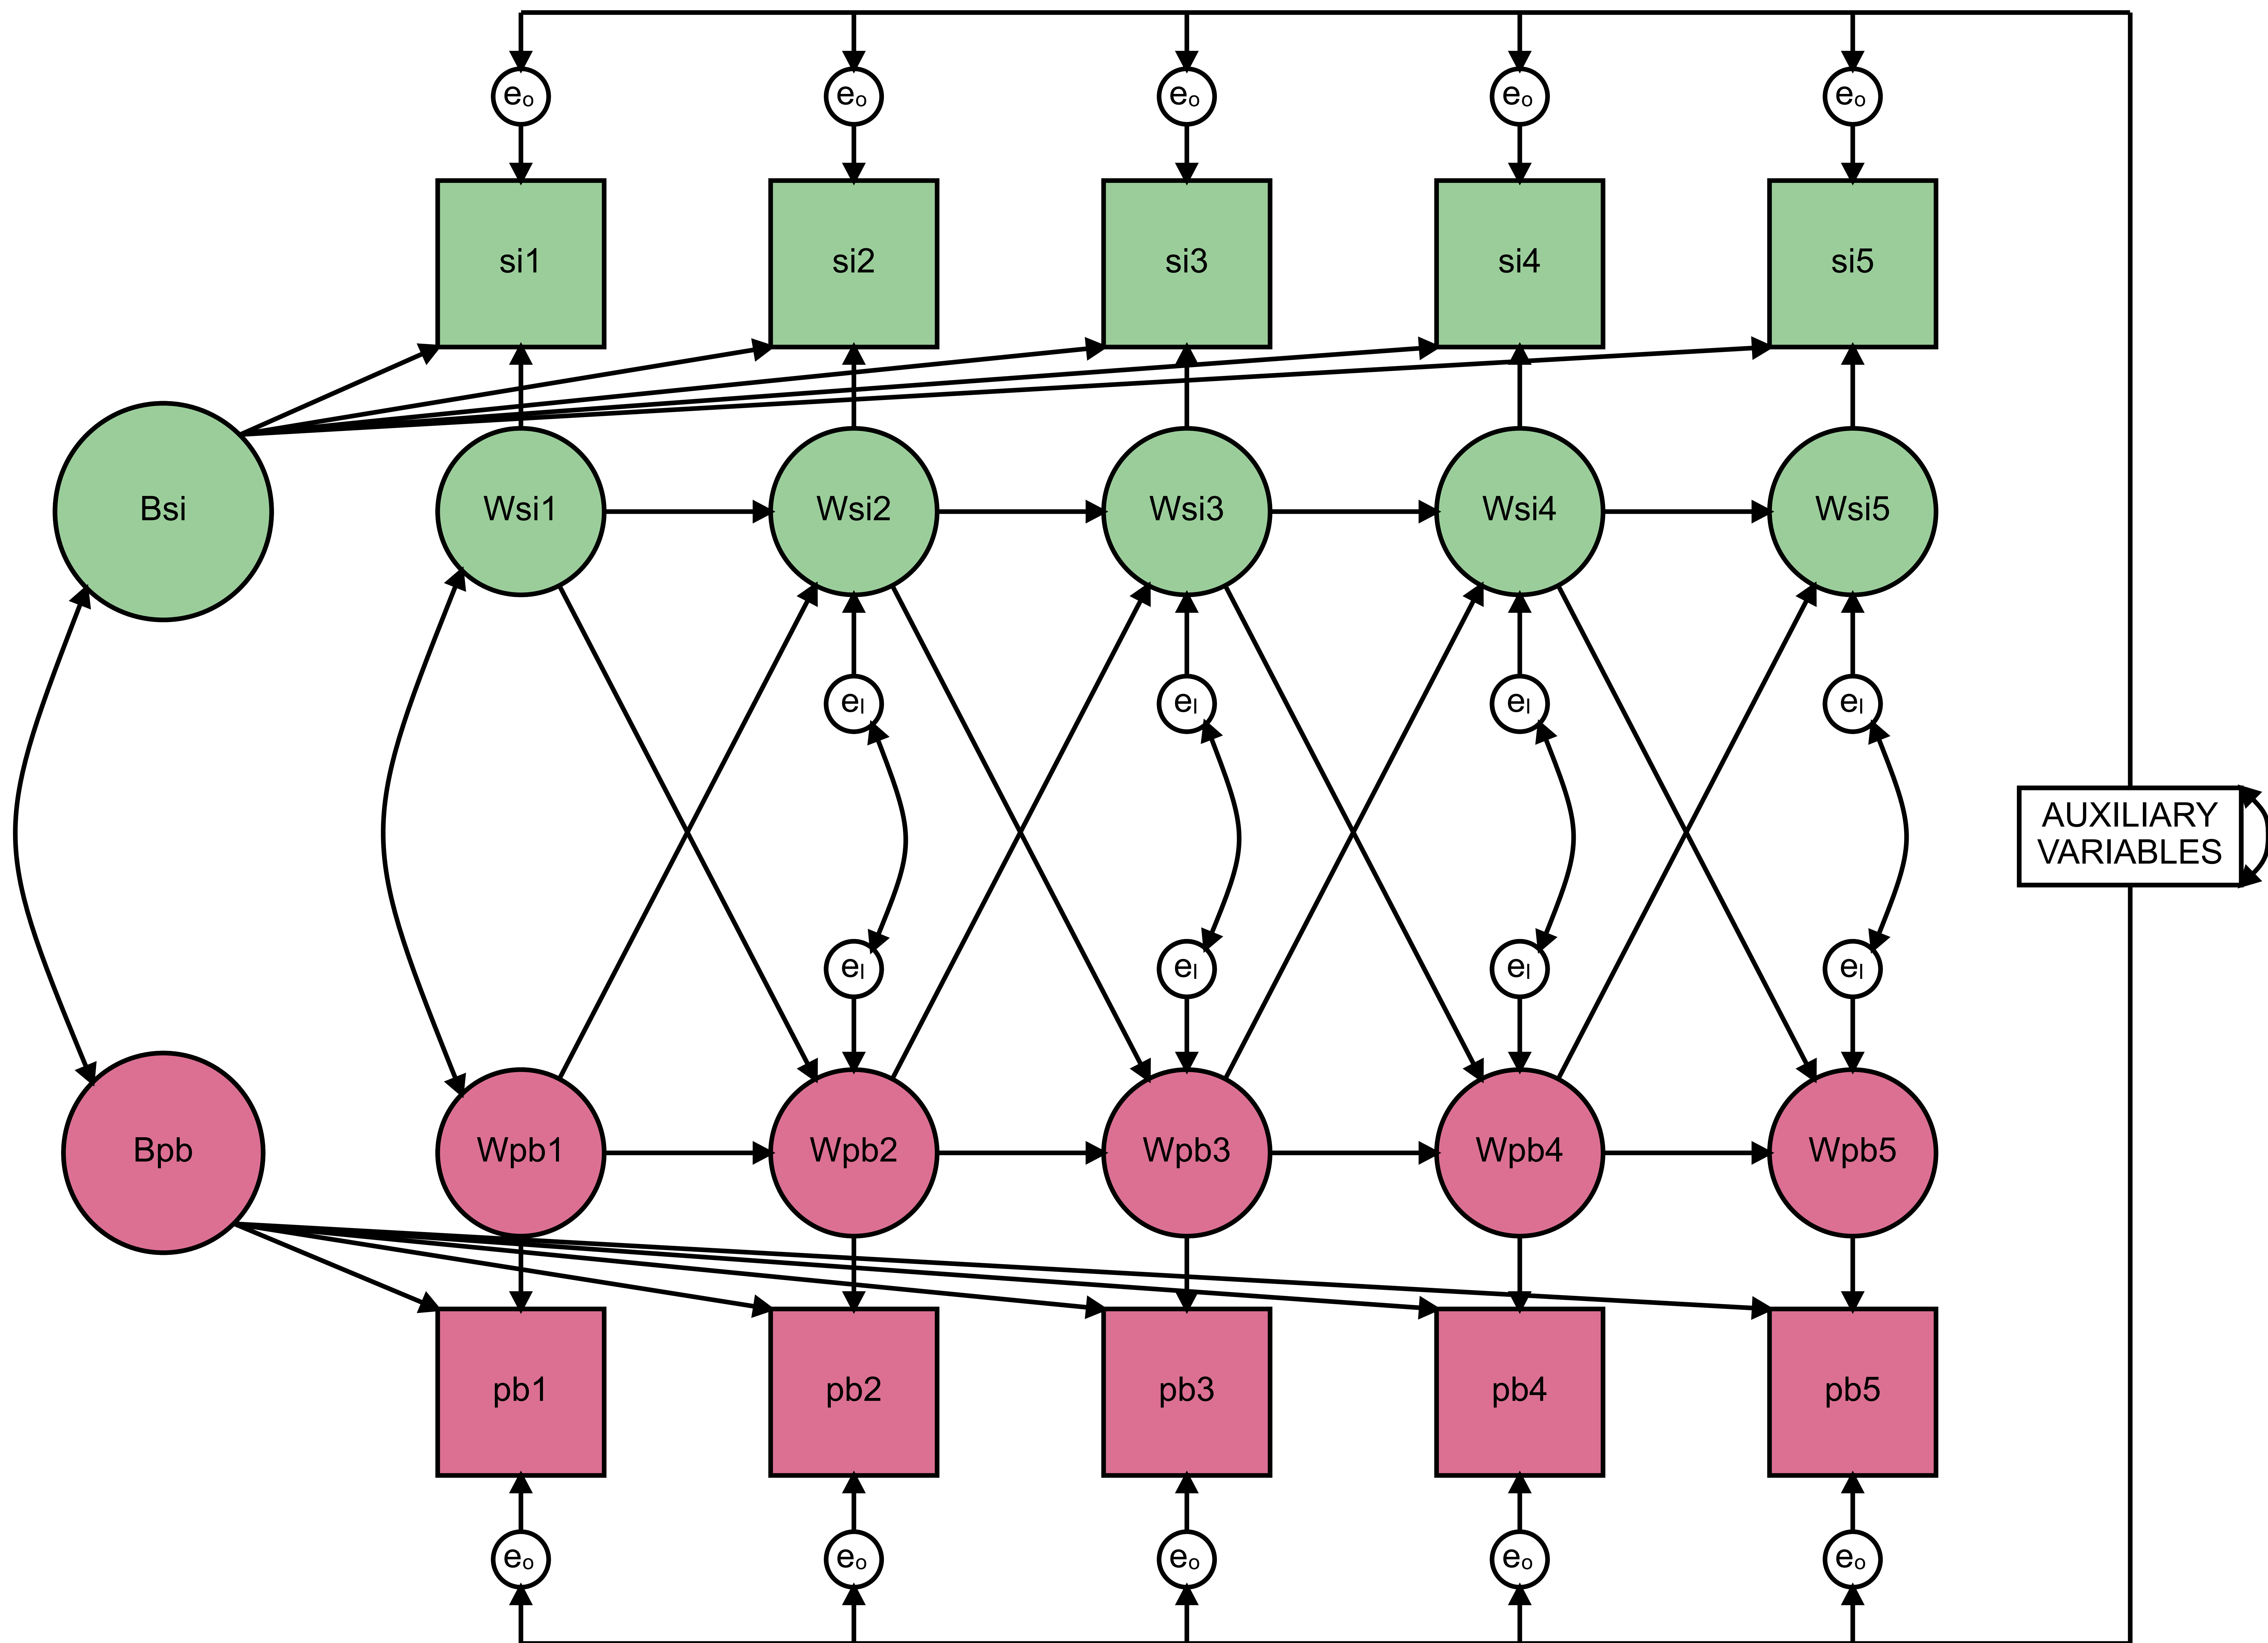 eₒ eₒ eₒ eₒ eₒ
si1 si2 si3 si4 si5
Bsi Wsi1 Wsi2 Wsi3 Wsi4 Wsi5
eₗ eₗ eₗ eₗ
AUXILIARY
VARIABLES
eₗ eₗ eₗ eₗ
Bpb Wpb1 Wpb2 Wpb3 Wpb4 Wpb5
pb1 pb2 pb3 pb4 pb5
eₒ eₒ eₒ eₒ eₒ